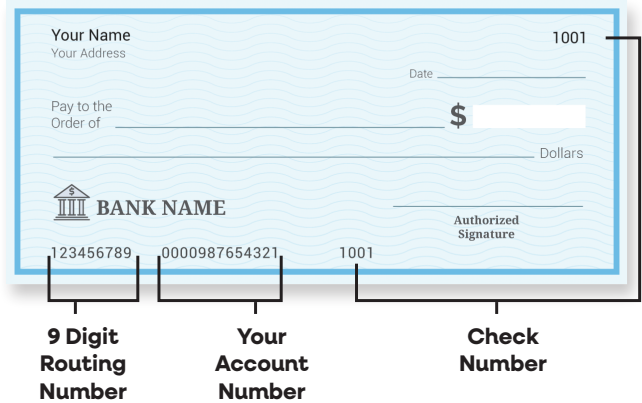 Your Name
1001
Your Address
Date
Pay to the
Order of
$
Dollars
$
BANK NAME
Authorized
Signature
123456789 0000987654321 1001
9 Digit
Routing
Number
Your
Account
Number
Check
Number